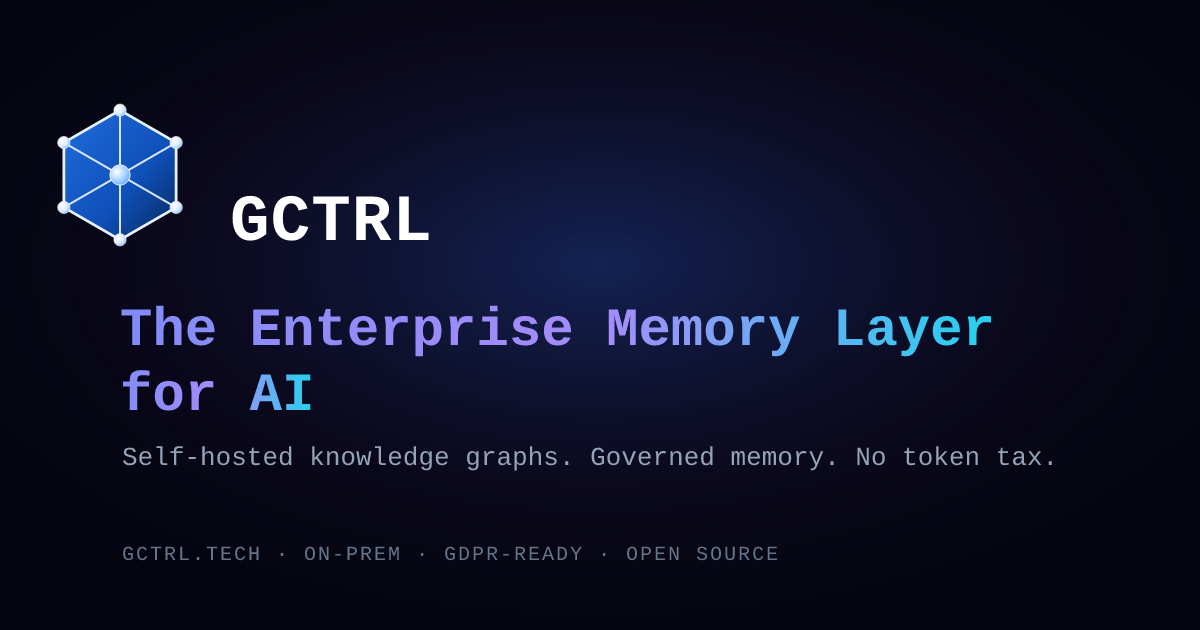 GCTRL
The Enterprise Memory Layer
for AI
Self-hosted knowledge graphs. Governed memory. No token tax.
GCTRL.TECH · ON-PREM · GDPR-READY · OPEN SOURCE